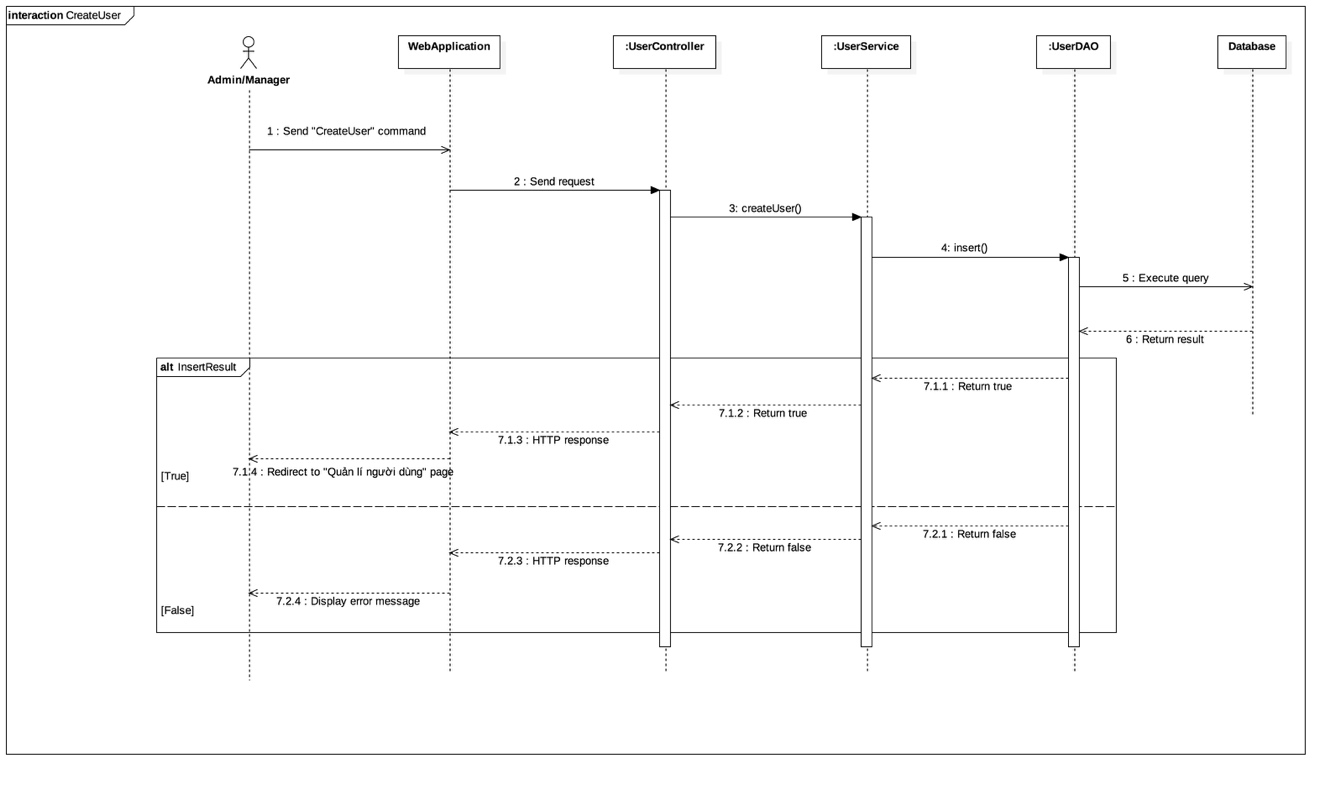 interaction CreateUser
Admin/Manager
WebApplication
:UserController
:UserService
:UserDAO
Database
1 : Send "CreateUser" command
2 : Send request
3: createUser()
4: insert()
5 : Execute query
6 : Return result
alt InsertResult
7.1.1 : Return true
7.1.2 : Return true
7.1.3 : HTTP response
7.1.4 : Redirect to "Quản lí người dùng" page
[True]
7.2.1 : Return false
7.2.2 : Return false
7.2.3 : HTTP response
7.2.4 : Display error message
[False]